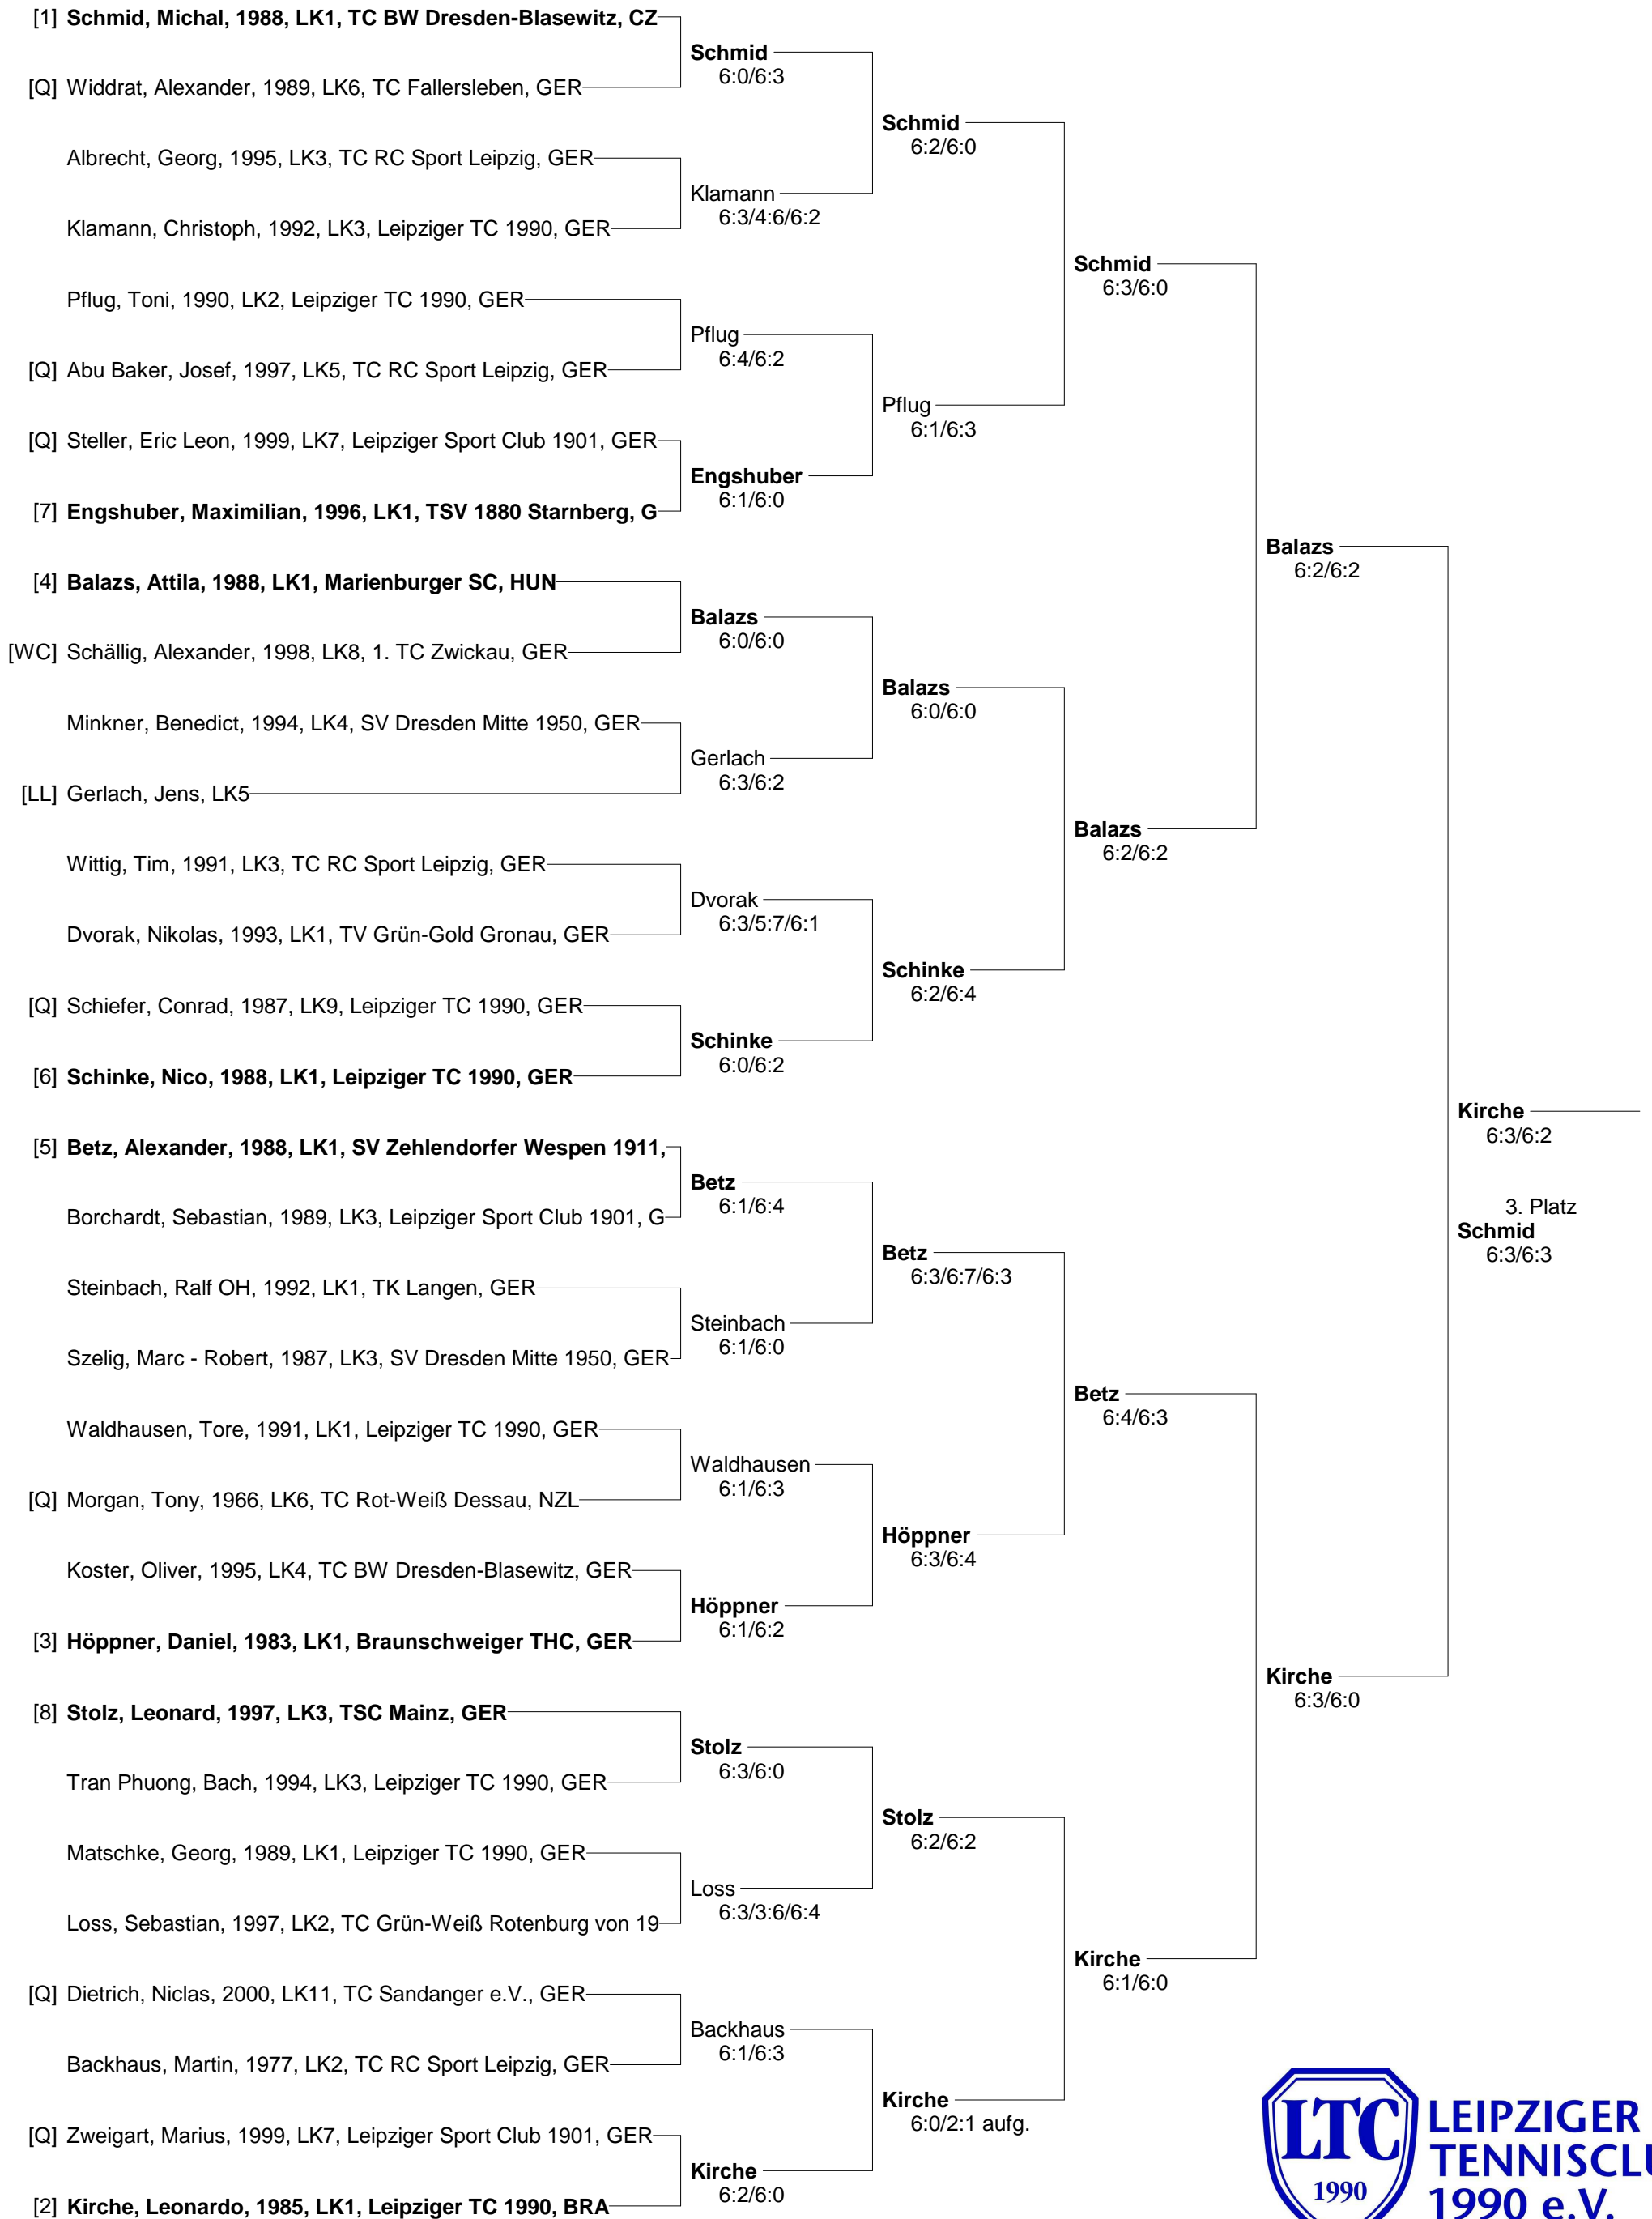 [1] Schmid, Michal, 1988, LK1, TC BW Dresden-Blasewitz, CZ
Schmid
6:0/6:3
[Q] Widdrat, Alexander, 1989, LK6, TC Fallersleben, GER
Schmid
6:2/6:0
Albrecht, Georg, 1995, LK3, TC RC Sport Leipzig, GER
Klamann
6:3/4:6/6:2
Klamann, Christoph, 1992, LK3, Leipziger TC 1990, GER
Schmid
6:3/6:0
Pflug, Toni, 1990, LK2, Leipziger TC 1990, GER
Pflug
6:4/6:2
[Q] Abu Baker, Josef, 1997, LK5, TC RC Sport Leipzig, GER
Pflug
6:1/6:3
[Q] Steller, Eric Leon, 1999, LK7, Leipziger Sport Club 1901, GER
Engshuber
6:1/6:0
[7] Engshuber, Maximilian, 1996, LK1, TSV 1880 Starnberg, G
Balazs
6:2/6:2
[4] Balazs, Attila, 1988, LK1, Marienburger SC, HUN
Balazs
6:0/6:0
[WC] Schällig, Alexander, 1998, LK8, 1. TC Zwickau, GER
Balazs
6:0/6:0
Minkner, Benedict, 1994, LK4, SV Dresden Mitte 1950, GER
Gerlach
6:3/6:2
[LL] Gerlach, Jens, LK5
Balazs
6:2/6:2
Wittig, Tim, 1991, LK3, TC RC Sport Leipzig, GER
Dvorak
6:3/5:7/6:1
Dvorak, Nikolas, 1993, LK1, TV Grün-Gold Gronau, GER
Schinke
6:2/6:4
[Q] Schiefer, Conrad, 1987, LK9, Leipziger TC 1990, GER
Schinke
6:0/6:2
[6] Schinke, Nico, 1988, LK1, Leipziger TC 1990, GER
Kirche
6:3/6:2
[5] Betz, Alexander, 1988, LK1, SV Zehlendorfer Wespen 1911,
Betz
6:1/6:4
3. Platz
Schmid
6:3/6:3
Borchardt, Sebastian, 1989, LK3, Leipziger Sport Club 1901, G
Betz
6:3/6:7/6:3
Steinbach, Ralf OH, 1992, LK1, TK Langen, GER
Steinbach
6:1/6:0
Szelig, Marc - Robert, 1987, LK3, SV Dresden Mitte 1950, GER
Betz
6:4/6:3
Waldhausen, Tore, 1991, LK1, Leipziger TC 1990, GER
Waldhausen
6:1/6:3
[Q] Morgan, Tony, 1966, LK6, TC Rot-Weiß Dessau, NZL
Höppner
6:3/6:4
Koster, Oliver, 1995, LK4, TC BW Dresden-Blasewitz, GER
Höppner
6:1/6:2
[3] Höppner, Daniel, 1983, LK1, Braunschweiger THC, GER
Kirche
6:3/6:0
[8] Stolz, Leonard, 1997, LK3, TSC Mainz, GER
Stolz
6:3/6:0
Tran Phuong, Bach, 1994, LK3, Leipziger TC 1990, GER
Stolz
6:2/6:2
Matschke, Georg, 1989, LK1, Leipziger TC 1990, GER
Loss
6:3/3:6/6:4
Loss, Sebastian, 1997, LK2, TC Grün-Weiß Rotenburg von 19
Kirche
6:1/6:0
[Q] Dietrich, Niclas, 2000, LK11, TC Sandanger e.V., GER
Backhaus
6:1/6:3
Backhaus, Martin, 1977, LK2, TC RC Sport Leipzig, GER
Kirche
6:0/2:1 aufg.
[Q] Zweigart, Marius, 1999, LK7, Leipziger Sport Club 1901, GER
Kirche
6:2/6:0
[2] Kirche, Leonardo, 1985, LK1, Leipziger TC 1990, BRA
LTC
1990
LEIPZIGER
TENNISCLU
1990 e.V.